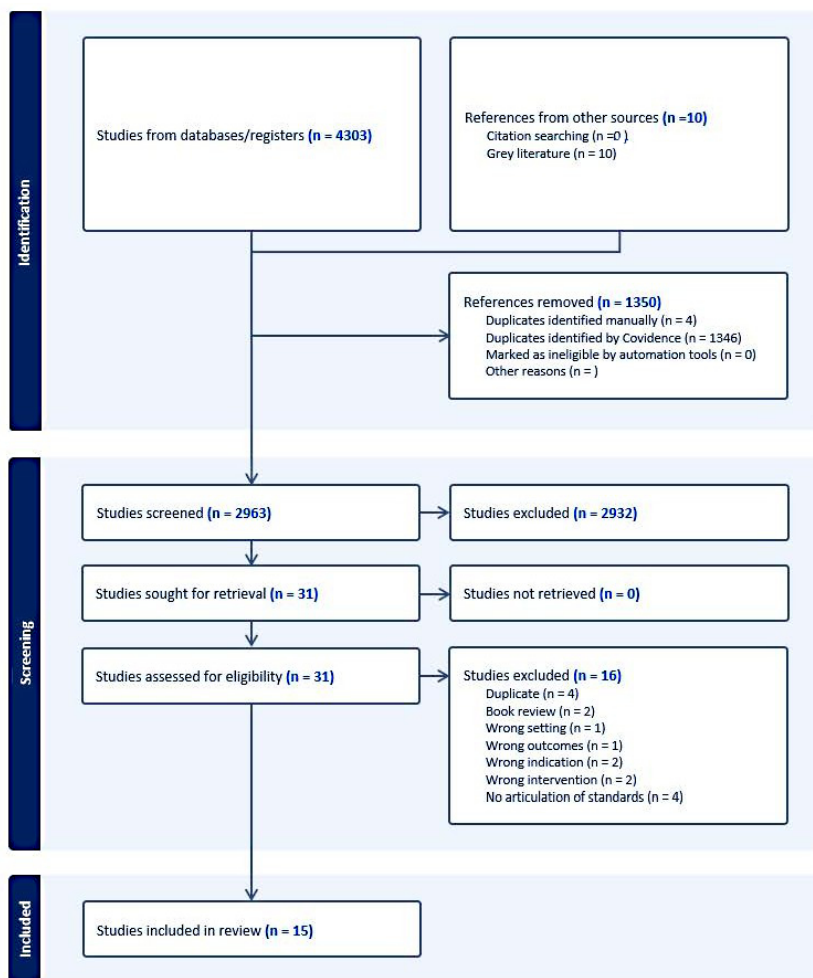 Identification
Studies from databases/registers (n = 4303)
References from other sources (n =10)
Citation searching (n =0 )
Grey literature (n = 10)
References removed (n = 1350)
Duplicates identified manually (n = 4)
Duplicates identified by Covidence (n = 1346)
Marked as ineligible by automation tools (n = 0)
Other reasons (n = )
Screening
Studies screened (n = 2963)
Studies excluded (n = 2932)
Studies sought for retrieval (n = 31)
Studies not retrieved (n = 0)
Studies assessed for eligibility (n = 31)
Studies excluded (n = 16)
Duplicate (n = 4)
Book review (n = 2)
Wrong setting (n = 1)
Wrong outcomes (n = 1)
Wrong indication (n = 2)
Wrong intervention (n = 2)
No articulation of standards (n = 4)
Included
Studies included in review (n = 15)